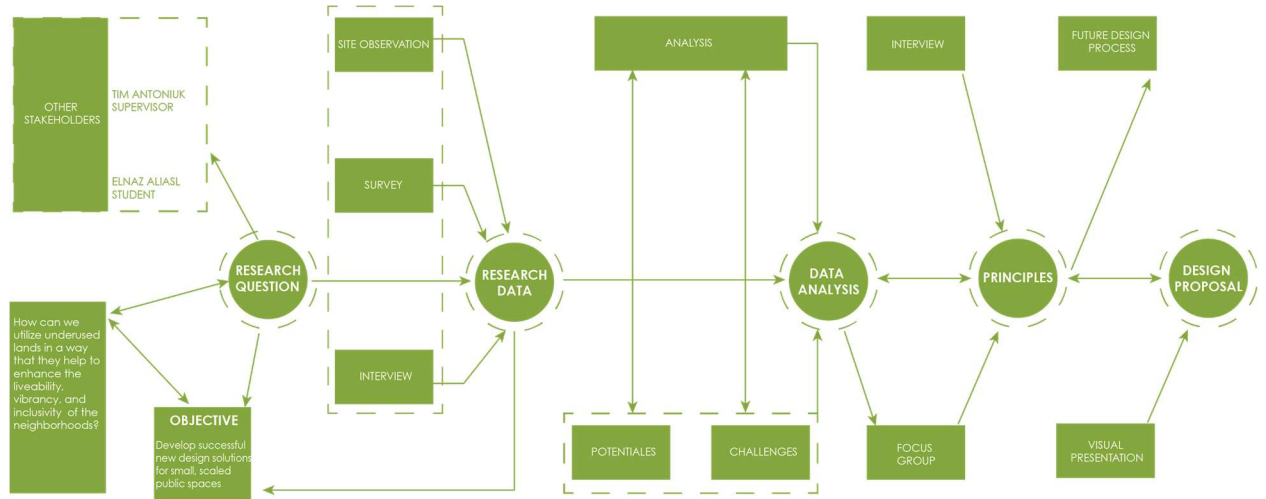 OTHER
STAKEHOLDERS
TIM ANTONIUK
SUPERVISOR
ELNAZ ALIASL
STUDENT
How can we
utilize underused
lands in a way
that they help to
enhance the
liveability,
vibrancy, and
inclusivity of the
neighborhoods?
RESEARCH
QUESTION
OBJECTIVE
Develop successful
new design solutions
for small, scaled
public spaces
SITE OBSERVATION
SURVEY
INTERVIEW
RESEARCH
DATA
ANALYSIS
POTENTIALES
CHALLENGES
DATA
ANALYSIS
INTERVIEW
FOCUS
GROUP
PRINCIPLES
FUTURE DESIGN
PROCESS
DESIGN
PROPOSAL
VISUAL
PRESENTATION